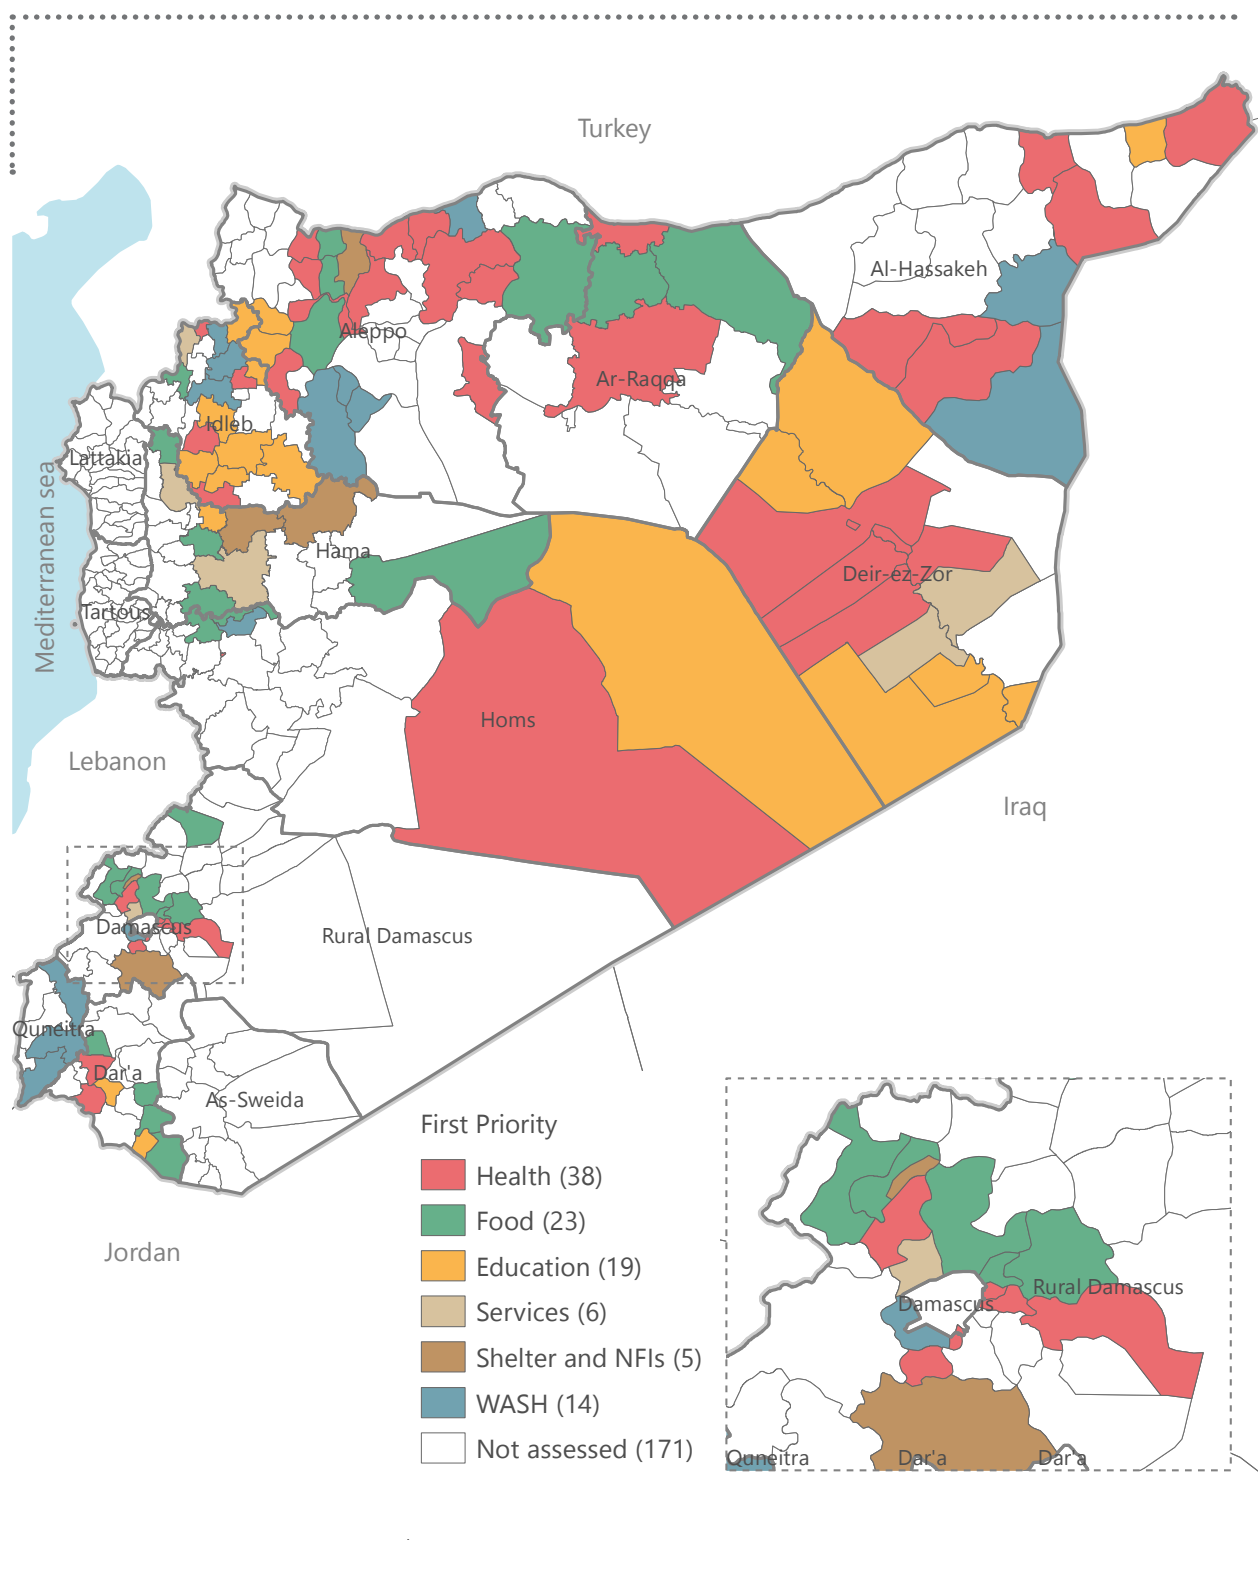 Turkey
Al-Hassakeh
Aleppo
Ar-Raqqa
Idleb
Lattakia
Mediterranean sea
Hama
Deir-ez-Zor
Tartous
Homs
Lebanon
Iraq
Damascus
Rural Damascus
Quneitra
Dar'a
As-Sweida
Jordan
First Priority
Health (38)
Food (23)
Education (19)
Services (6)
Shelter and NFIs (5)
WASH (14)
Not assessed (171)
Rural Damascus
Damascus
Quneitra
Dar'a
Dar'a